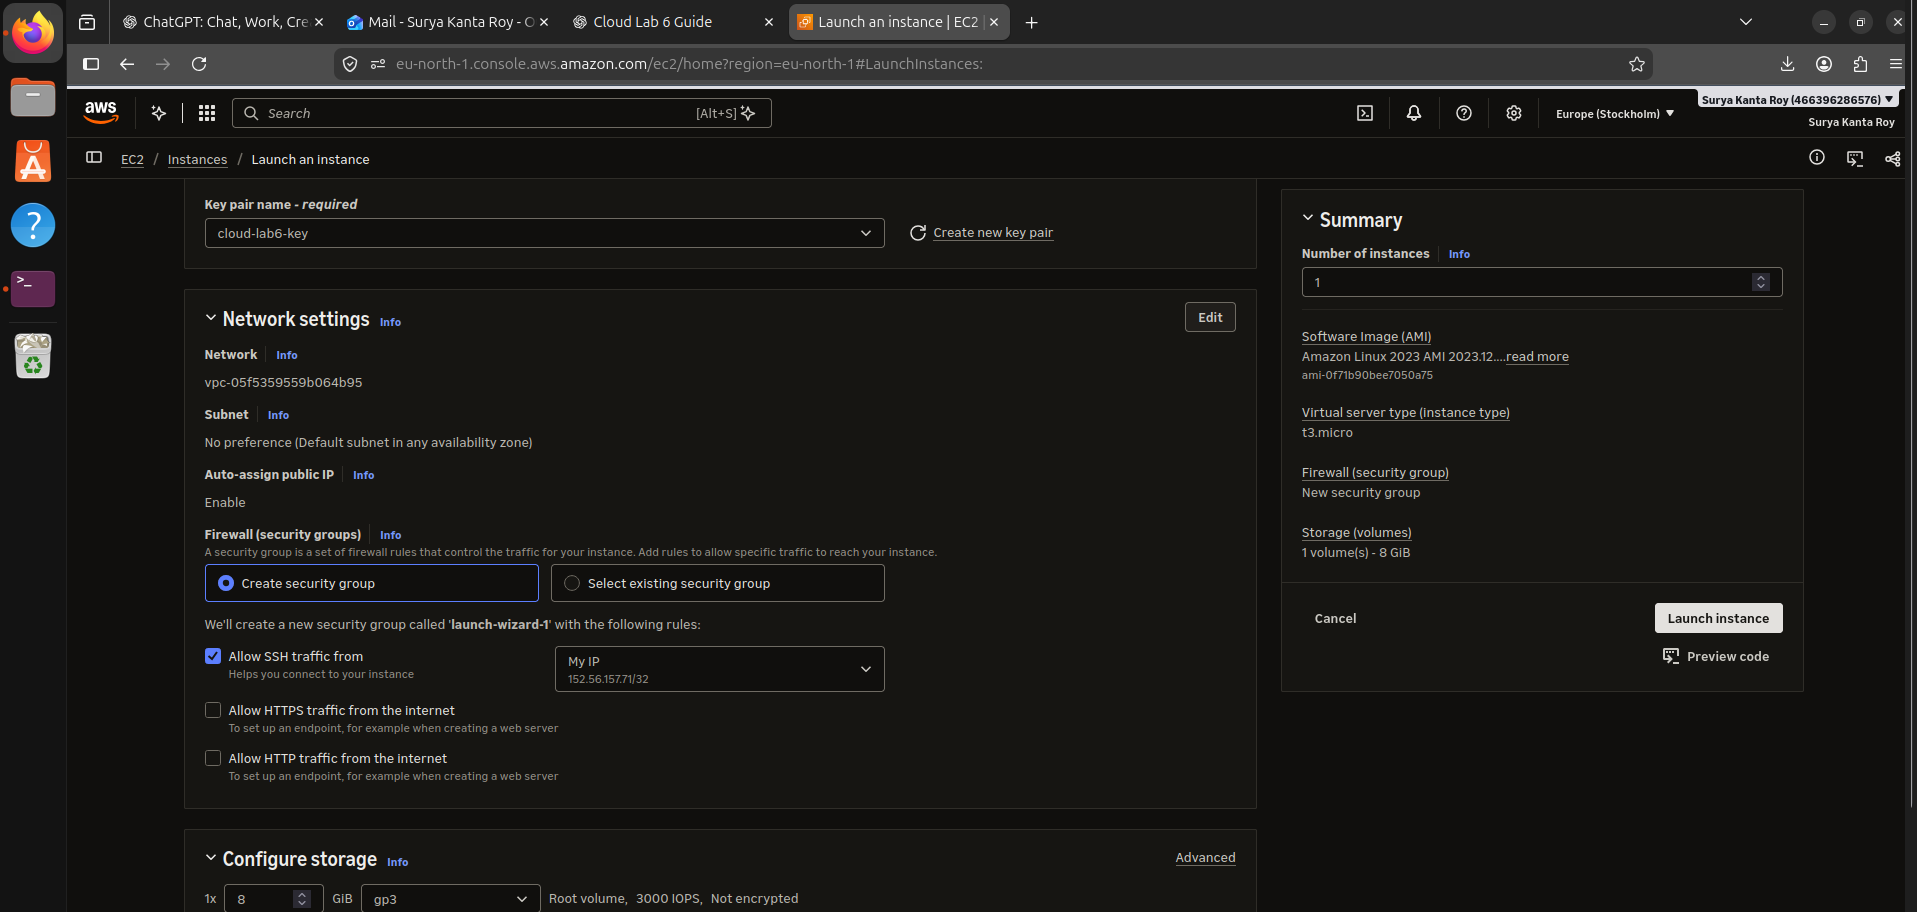 ChatGPT: Chat, Work, Cre
Mail - Surya Kanta Roy - O
Cloud Lab 6 Guide
Launch an instance | EC2
eu-north-1.console.aws.amazon.com/ec2/home?region=eu-north-1#LaunchInstances:
aws
Search
[Alt+S]
Europe (Stockholm)
Surya Kanta Roy (466396286576)
Surya Kanta Roy
EC2 / Instances / Launch an instance
Key pair name - required
cloud-lab6-key
Create new key pair
Network settings Info
Edit
Network Info
vpc-05f5359559b064b95
Subnet Info
No preference (Default subnet in any availability zone)
Auto-assign public IP Info
Enable
Firewall (security groups) Info
A security group is a set of firewall rules that control the traffic for your instance. Add rules to allow specific traffic to reach your instance.
Create security group
Select existing security group
We'll create a new security group called 'launch-wizard-1' with the following rules:
Allow SSH traffic from
Helps you connect to your instance
My IP
152.56.157.71/32
Allow HTTPS traffic from the internet
To set up an endpoint, for example when creating a web server
Allow HTTP traffic from the internet
To set up an endpoint, for example when creating a web server
Configure storage Info
Advanced
1x 8 GiB gp3 Root volume, 3000 IOPS, Not encrypted
Summary
Number of instances Info
1
Software Image (AMI)
Amazon Linux 2023 AMI 2023.12....read more
ami-0f71b90bee7050a75
Virtual server type (instance type)
t3.micro
Firewall (security group)
New security group
Storage (volumes)
1 volume(s) - 8 GiB
Cancel
Launch instance
Preview code